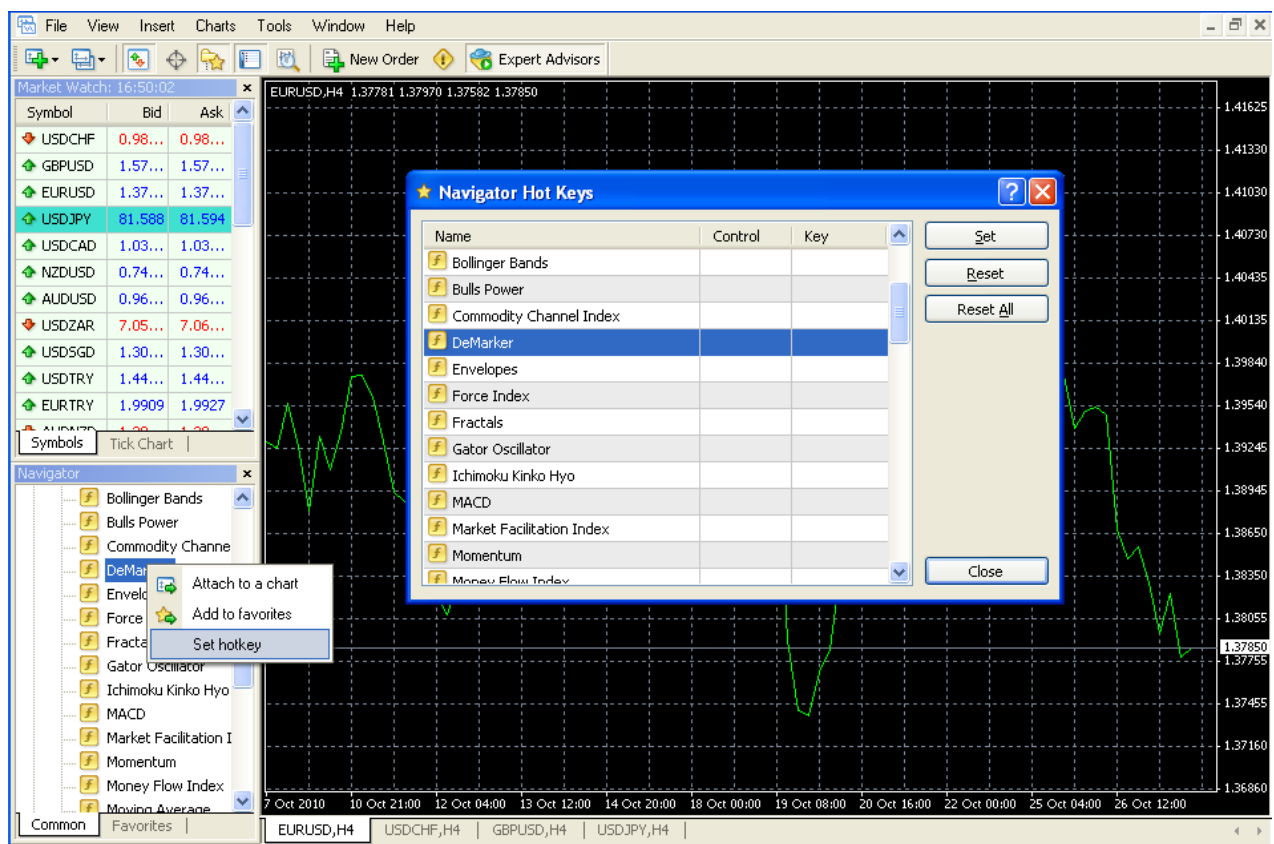 File View Insert Charts Tools Window Help
New Order Expert Advisors
Market Watch: 16:50:02
Symbol Bid Ask
USDCHF 0.98... 0.98...
GBPUSD 1.57... 1.57...
EURUSD 1.37... 1.37...
USDJPY 81.588 81.594
USDCAD 1.03... 1.03...
NZDUSD 0.74... 0.74...
AUDUSD 0.96... 0.96...
USDZAR 7.05... 7.06...
USDSGD 1.30... 1.30...
USDTRY 1.44... 1.44...
EURTRY 1.9909 1.9927
Symbols Tick Chart
Navigator
Bollinger Bands
Bulls Power
Commodity Channe
DeMar
Envelo
Force
Fracta
Gator Oscillator
Ichimoku Kinko Hyo
MACD
Market Facilitation I
Momentum
Money Flow Index
Moving Average
Common Favorites
Attach to a chart
Add to favorites
Set hotkey
EURUSD,H4 1.37781 1.37970 1.37582 1.37850
Navigator Hot Keys
Name Control Key
Bollinger Bands
Bulls Power
Commodity Channel Index
DeMarker
Envelopes
Force Index
Fractals
Gator Oscillator
Ichimoku Kinko Hyo
MACD
Market Facilitation Index
Momentum
Money Flow Index
Set
Reset
Reset All
Close
1.41625
1.41330
1.41030
1.40730
1.40435
1.40135
1.39840
1.39540
1.39245
1.38945
1.38650
1.38350
1.38055
1.37850
1.37755
1.37455
1.37160
1.36860
7 Oct 2010 10 Oct 21:00 12 Oct 04:00 13 Oct 12:00 14 Oct 20:00 18 Oct 00:00 19 Oct 08:00 20 Oct 16:00 22 Oct 00:00 25 Oct 04:00 26 Oct 12:00
EURUSD,H4 USDCHF,H4 GBPUSD,H4 USDJPY,H4